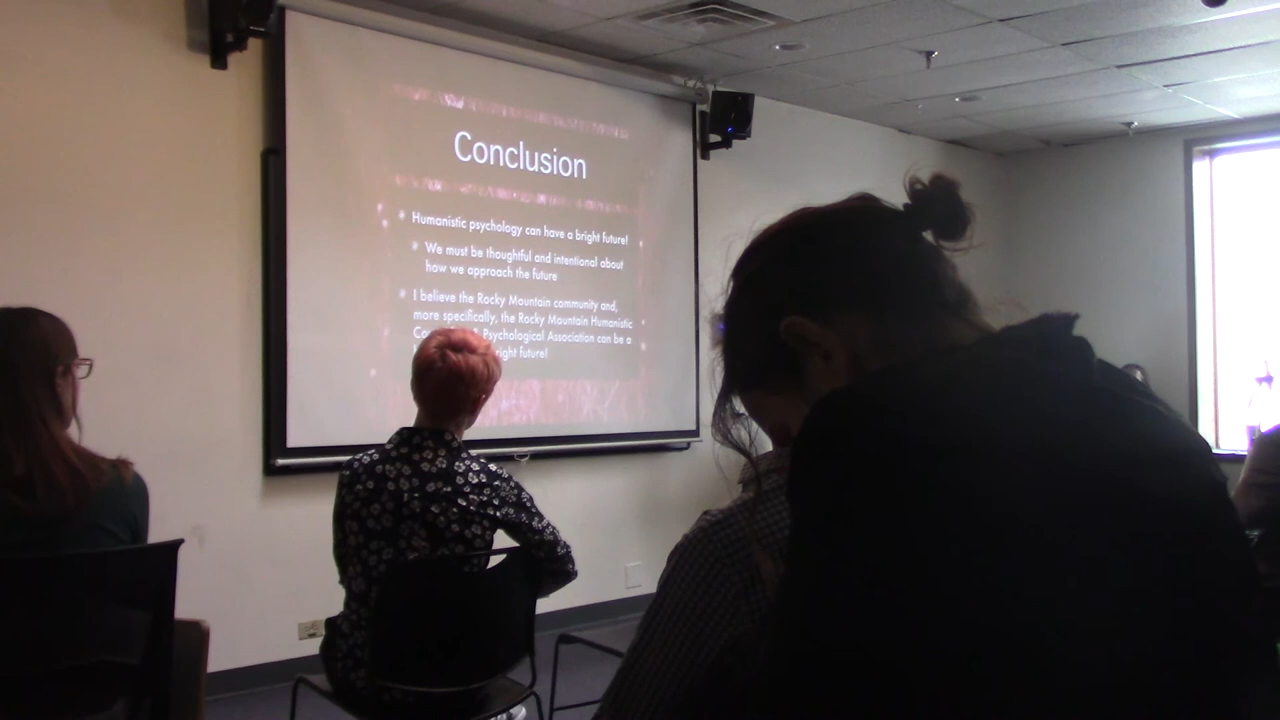 Conclusion
Humanistic psychology can have a bright future!
We must be thoughtful and intentional about
how we approach the future
I believe the Rocky Mountain community and,
more specifically, the Rocky Mountain Humanistic
Psychological Association can be a
right future!